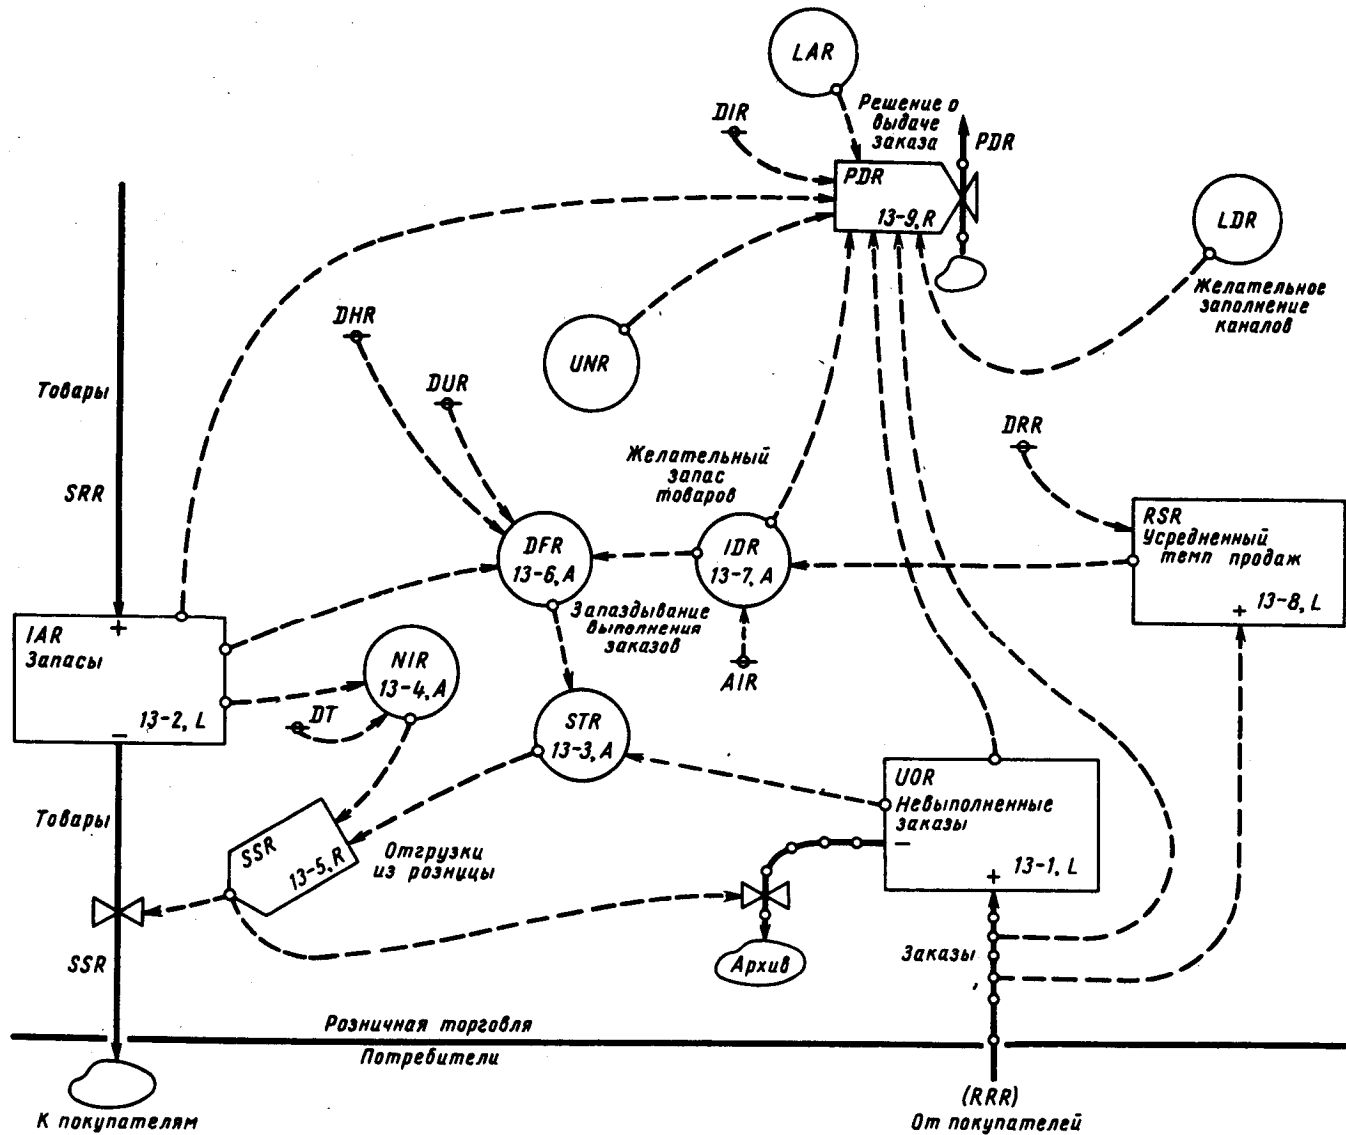 LAR
Решение о
выдаче
заказа
DIR
PDR
PDR
13-9, R
LDR
Желательное
заполнение
каналов
DHR
UNR
DUR
Товары
DRR
Желательный
запас
товаров
SRR
RSR
Усредненный
темп продаж
13-8, L
+
DFR
13-6, A
IDR
13-7, A
Запаздывание
выполнения
заказов
+
IAR
Запасы
13-2, L
−
NIR
13-4, A
DT
AIR
STR
13-3, A
UOR
Невыполненные
заказы
−
13-1, L
+
Товары
SSR
13-5, R
Отгрузки
из розницы
SSR
Архив
Заказы
Розничная торговля
Потребители
К покупателям
(RRR)
От покупателей